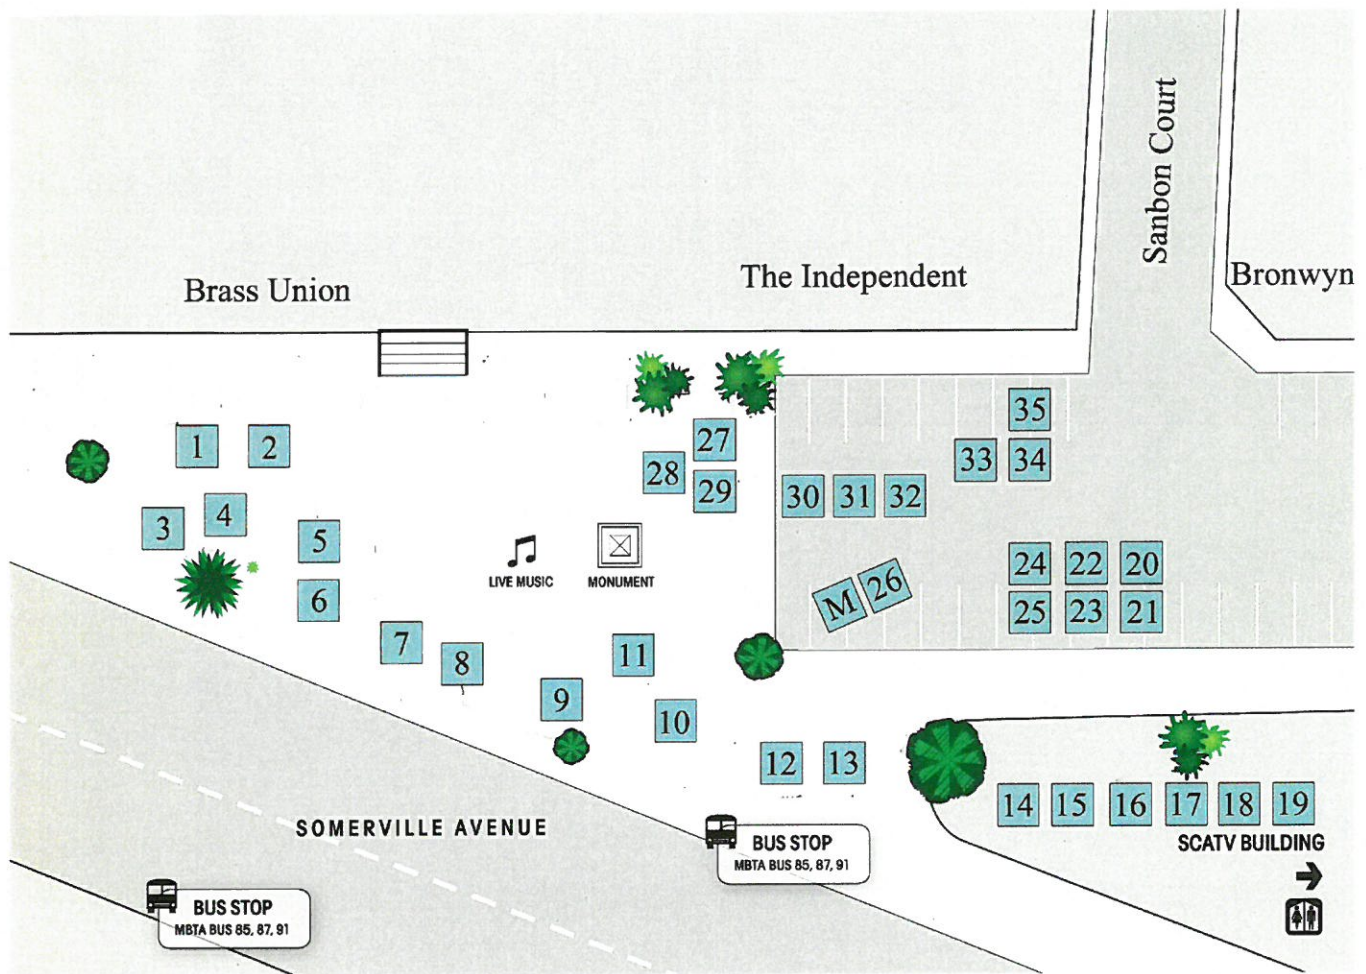 Sanbon Court
Brass Union
The Independent
Bronwyn
35
1 2
27
33 34
28
29
30 31 32
3 4
5
LIVE MUSIC
MONUMENT
24 22 20
6
M 26
25 23 21
7
8
11
9
10
12 13
14 15 16 17 18 19
SOMERVILLE AVENUE
BUS STOP
MBTA BUS 85, 87, 91
SCATV BUILDING
BUS STOP
MBTA BUS 85, 87, 91